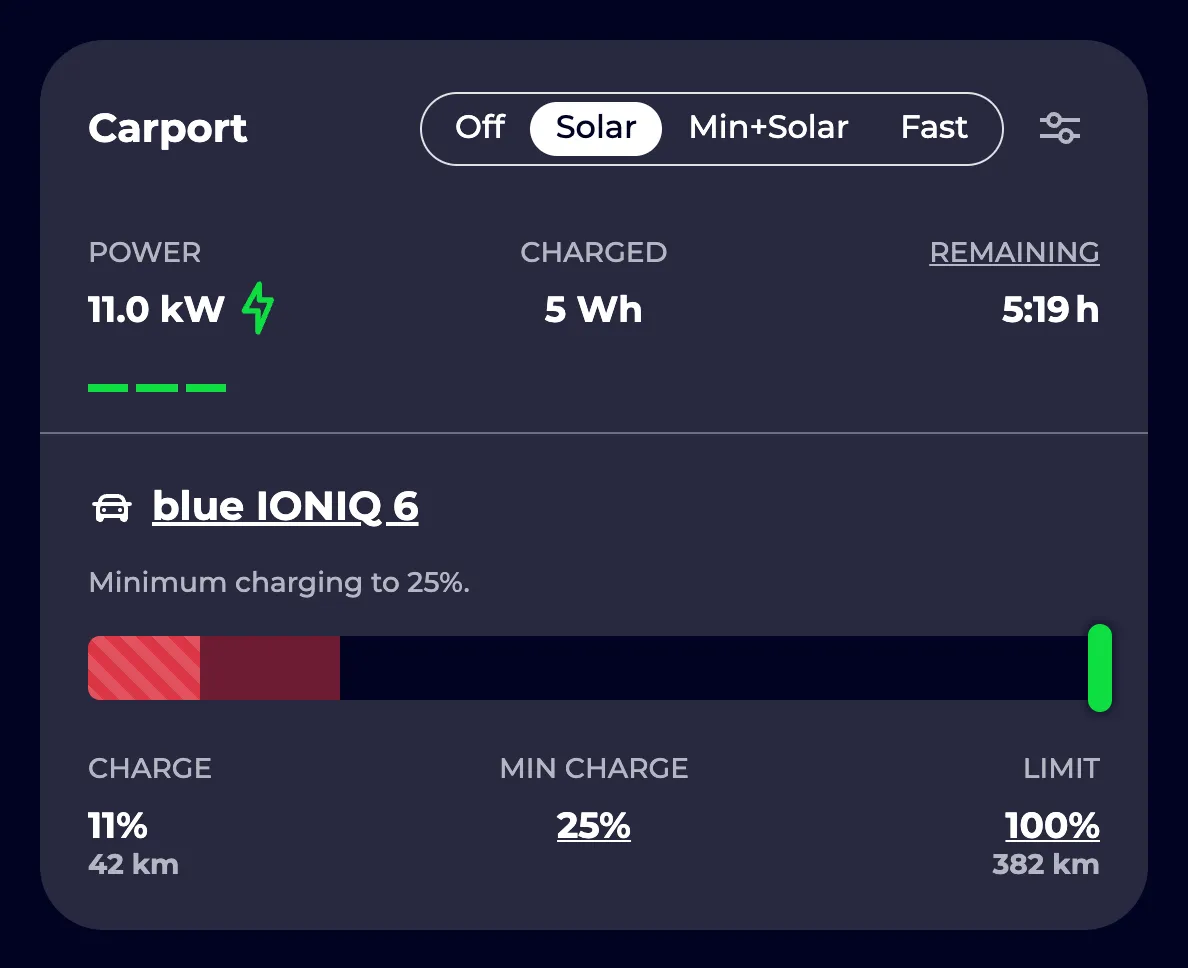 Carport
Off Solar Min+Solar Fast
POWER CHARGED REMAINING
11.0 kW 5 Wh 5:19 h
blue IONIQ 6
Minimum charging to 25%.
CHARGE MIN CHARGE LIMIT
11% 25% 100%
42 km 382 km